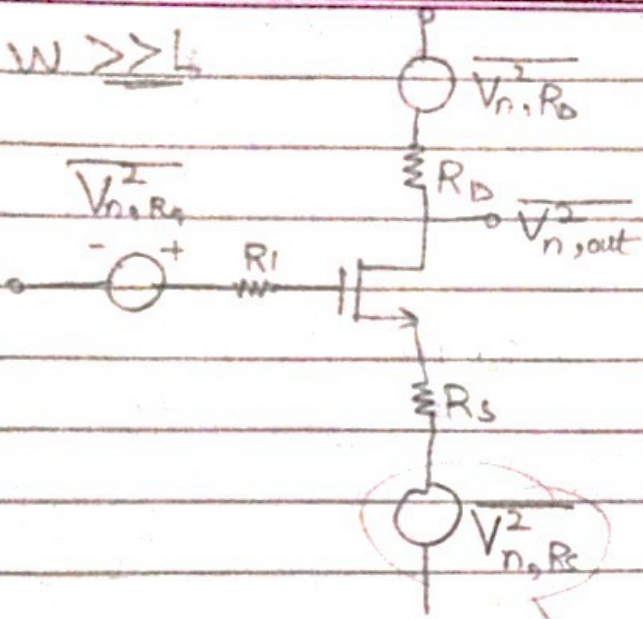 W >> L
V²n,RD
V²n,R1
RD
V²n,out
- +
R1
RS
V²n,RS